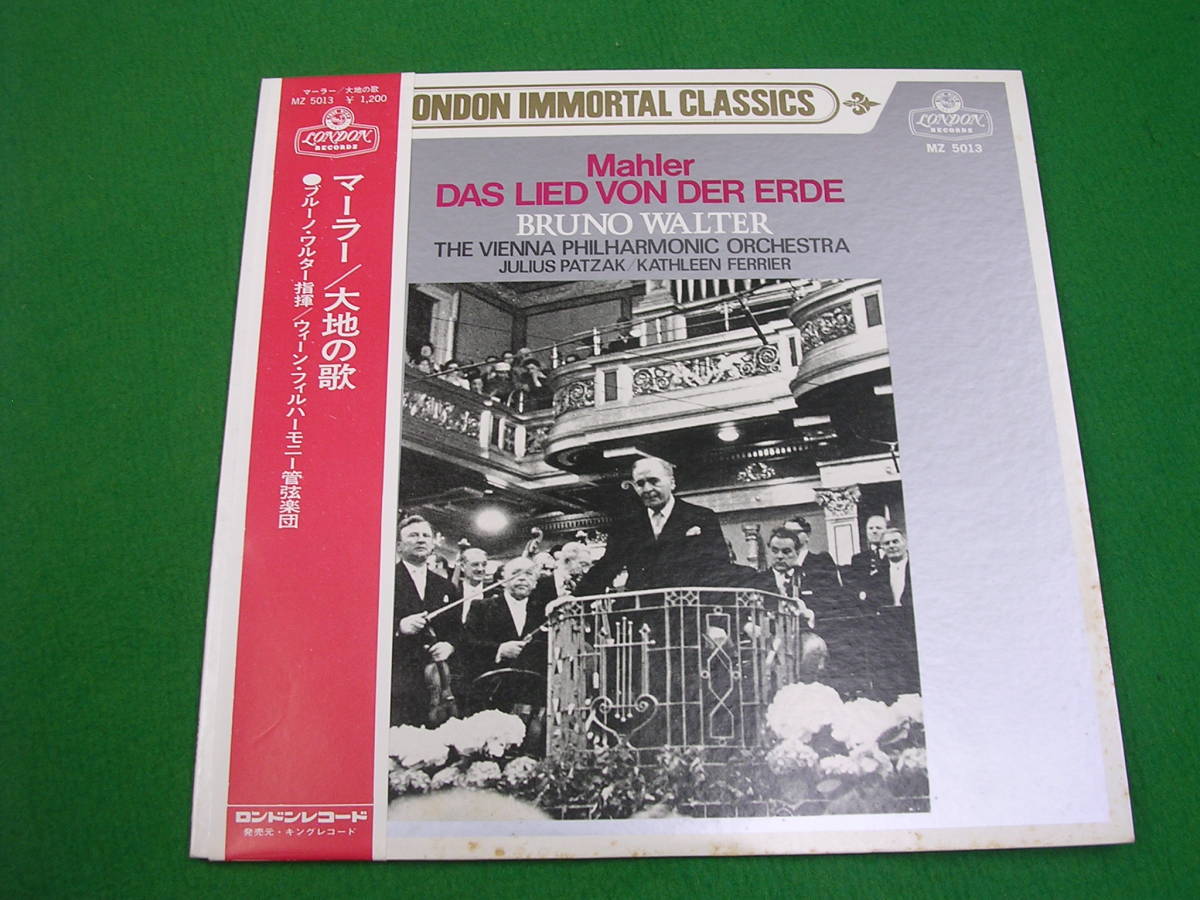 マーラー/大地の歌
MZ 5013 ¥ 1,200
LONDON
RECORDS
マーラー/大地の歌
●ブルーノ・ワルター指揮/ウィーン・フィルハーモニー管弦楽団
ロンドンレコード
発売元・キングレコード
ONDON IMMORTAL CLASSICS
LONDON
RECORDS
MZ 5013
Mahler
DAS LIED VON DER ERDE
BRUNO WALTER
THE VIENNA PHILHARMONIC ORCHESTRA
JULIUS PATZAK/KATHLEEN FERRIER